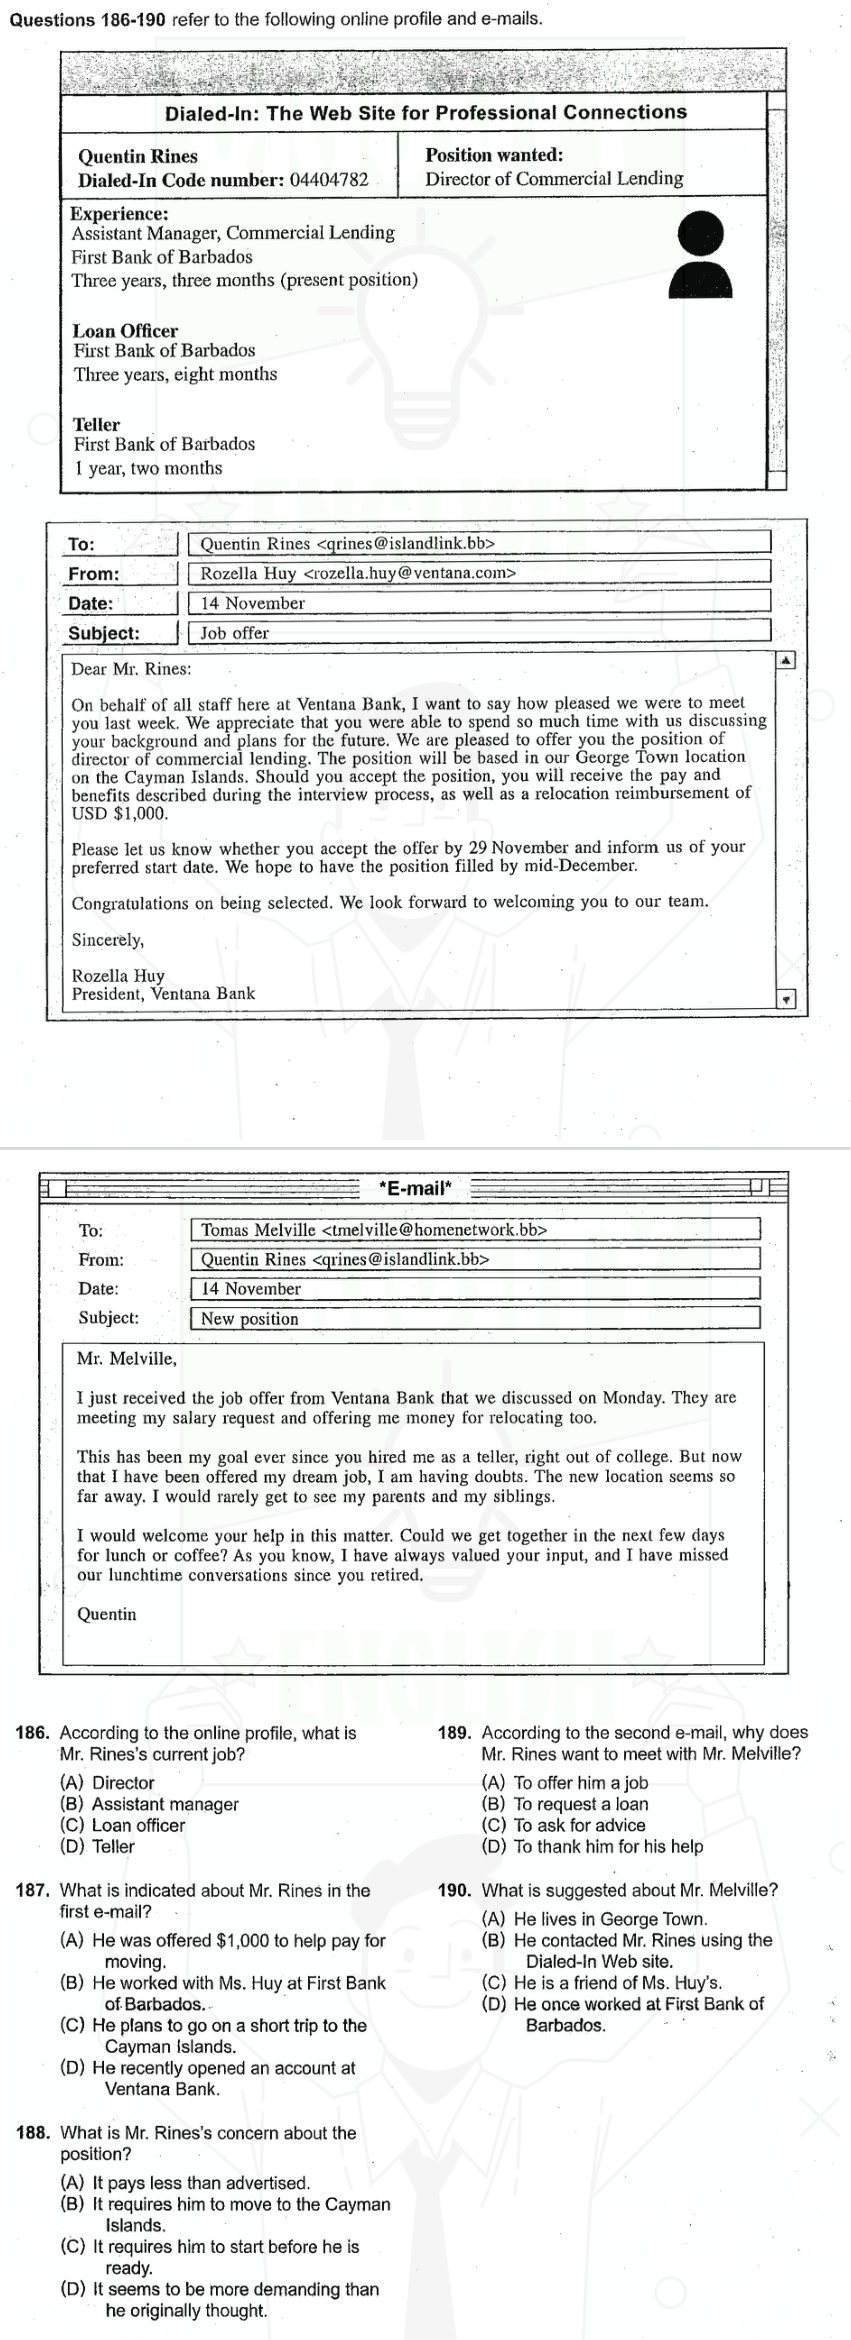 Questions 186-190 refer to the following online profile and e-mails.
Dialed-In: The Web Site for Professional Connections
Quentin Rines
Dialed-In Code number: 04404782
Position wanted:
Director of Commercial Lending
Experience:
Assistant Manager, Commercial Lending
First Bank of Barbados
Three years, three months (present position)
Loan Officer
First Bank of Barbados
Three years, eight months
Teller
First Bank of Barbados
1 year, two months
To: Quentin Rines <qrines@islandlink.bb>
From: Rozella Huy <rozella.huy@ventana.com>
Date: 14 November
Subject: Job offer
Dear Mr. Rines:
On behalf of all staff here at Ventana Bank, I want to say how pleased we were to meet
you last week. We appreciate that you were able to spend so much time with us discussing
your background and plans for the future. We are pleased to offer you the position of
director of commercial lending. The position will be based in our George Town location
on the Cayman Islands. Should you accept the position, you will receive the pay and
benefits described during the interview process, as well as a relocation reimbursement of
USD $1,000.
Please let us know whether you accept the offer by 29 November and inform us of your
preferred start date. We hope to have the position filled by mid-December.
Congratulations on being selected. We look forward to welcoming you to our team.
Sincerely,
Rozella Huy
President, Ventana Bank
*E-mail*
To: Tomas Melville <tmelville@homenetwork.bb>
From: Quentin Rines <qrines@islandlink.bb>
Date: 14 November
Subject: New position
Mr. Melville,
I just received the job offer from Ventana Bank that we discussed on Monday. They are
meeting my salary request and offering me money for relocating too.
This has been my goal ever since you hired me as a teller, right out of college. But now
that I have been offered my dream job, I am having doubts. The new location seems so
far away. I would rarely get to see my parents and my siblings.
I would welcome your help in this matter. Could we get together in the next few days
for lunch or coffee? As you know, I have always valued your input, and I have missed
our lunchtime conversations since you retired.
Quentin
ENGLISH
186. According to the online profile, what is
Mr. Rines's current job?
(A) Director
(B) Assistant manager
(C) Loan officer
(D) Teller
187. What is indicated about Mr. Rines in the
first e-mail?
(A) He was offered $1,000 to help pay for
moving.
(B) He worked with Ms. Huy at First Bank
of Barbados.
(C) He plans to go on a short trip to the
Cayman Islands.
(D) He recently opened an account at
Ventana Bank.
188. What is Mr. Rines's concern about the
position?
(A) It pays less than advertised.
(B) It requires him to move to the Cayman
Islands.
(C) It requires him to start before he is
ready.
(D) It seems to be more demanding than
he originally thought.
189. According to the second e-mail, why does
Mr. Rines want to meet with Mr. Melville?
(A) To offer him a job
(B) To request a loan
(C) To ask for advice
(D) To thank him for his help
190. What is suggested about Mr. Melville?
(A) He lives in George Town.
(B) He contacted Mr. Rines using the
Dialed-In Web site.
(C) He is a friend of Ms. Huy's.
(D) He once worked at First Bank of
Barbados.